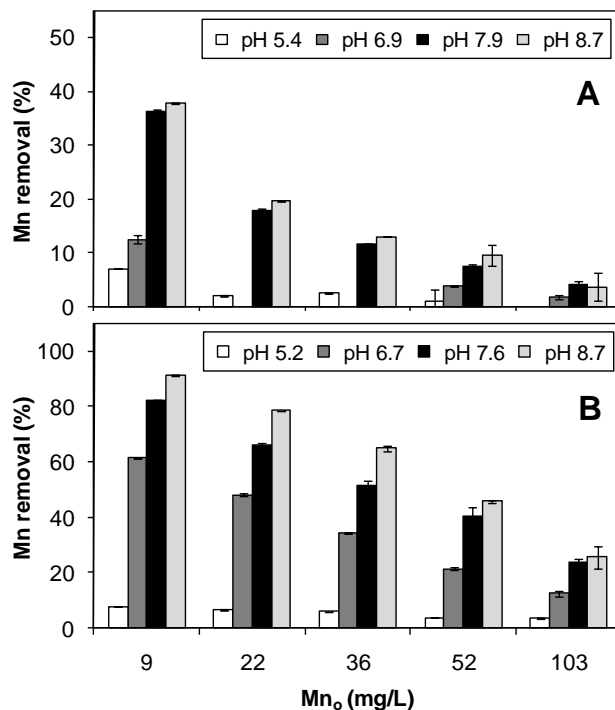 50
40
30
20
10
0
Mn removal (%)
pH 5.4 pH 6.9 pH 7.9 pH 8.7
A
100
80
60
40
20
0
Mn removal (%)
pH 5.2 pH 6.7 pH 7.6 pH 8.7
B
9 22 36 52 103
Mnₒ (mg/L)